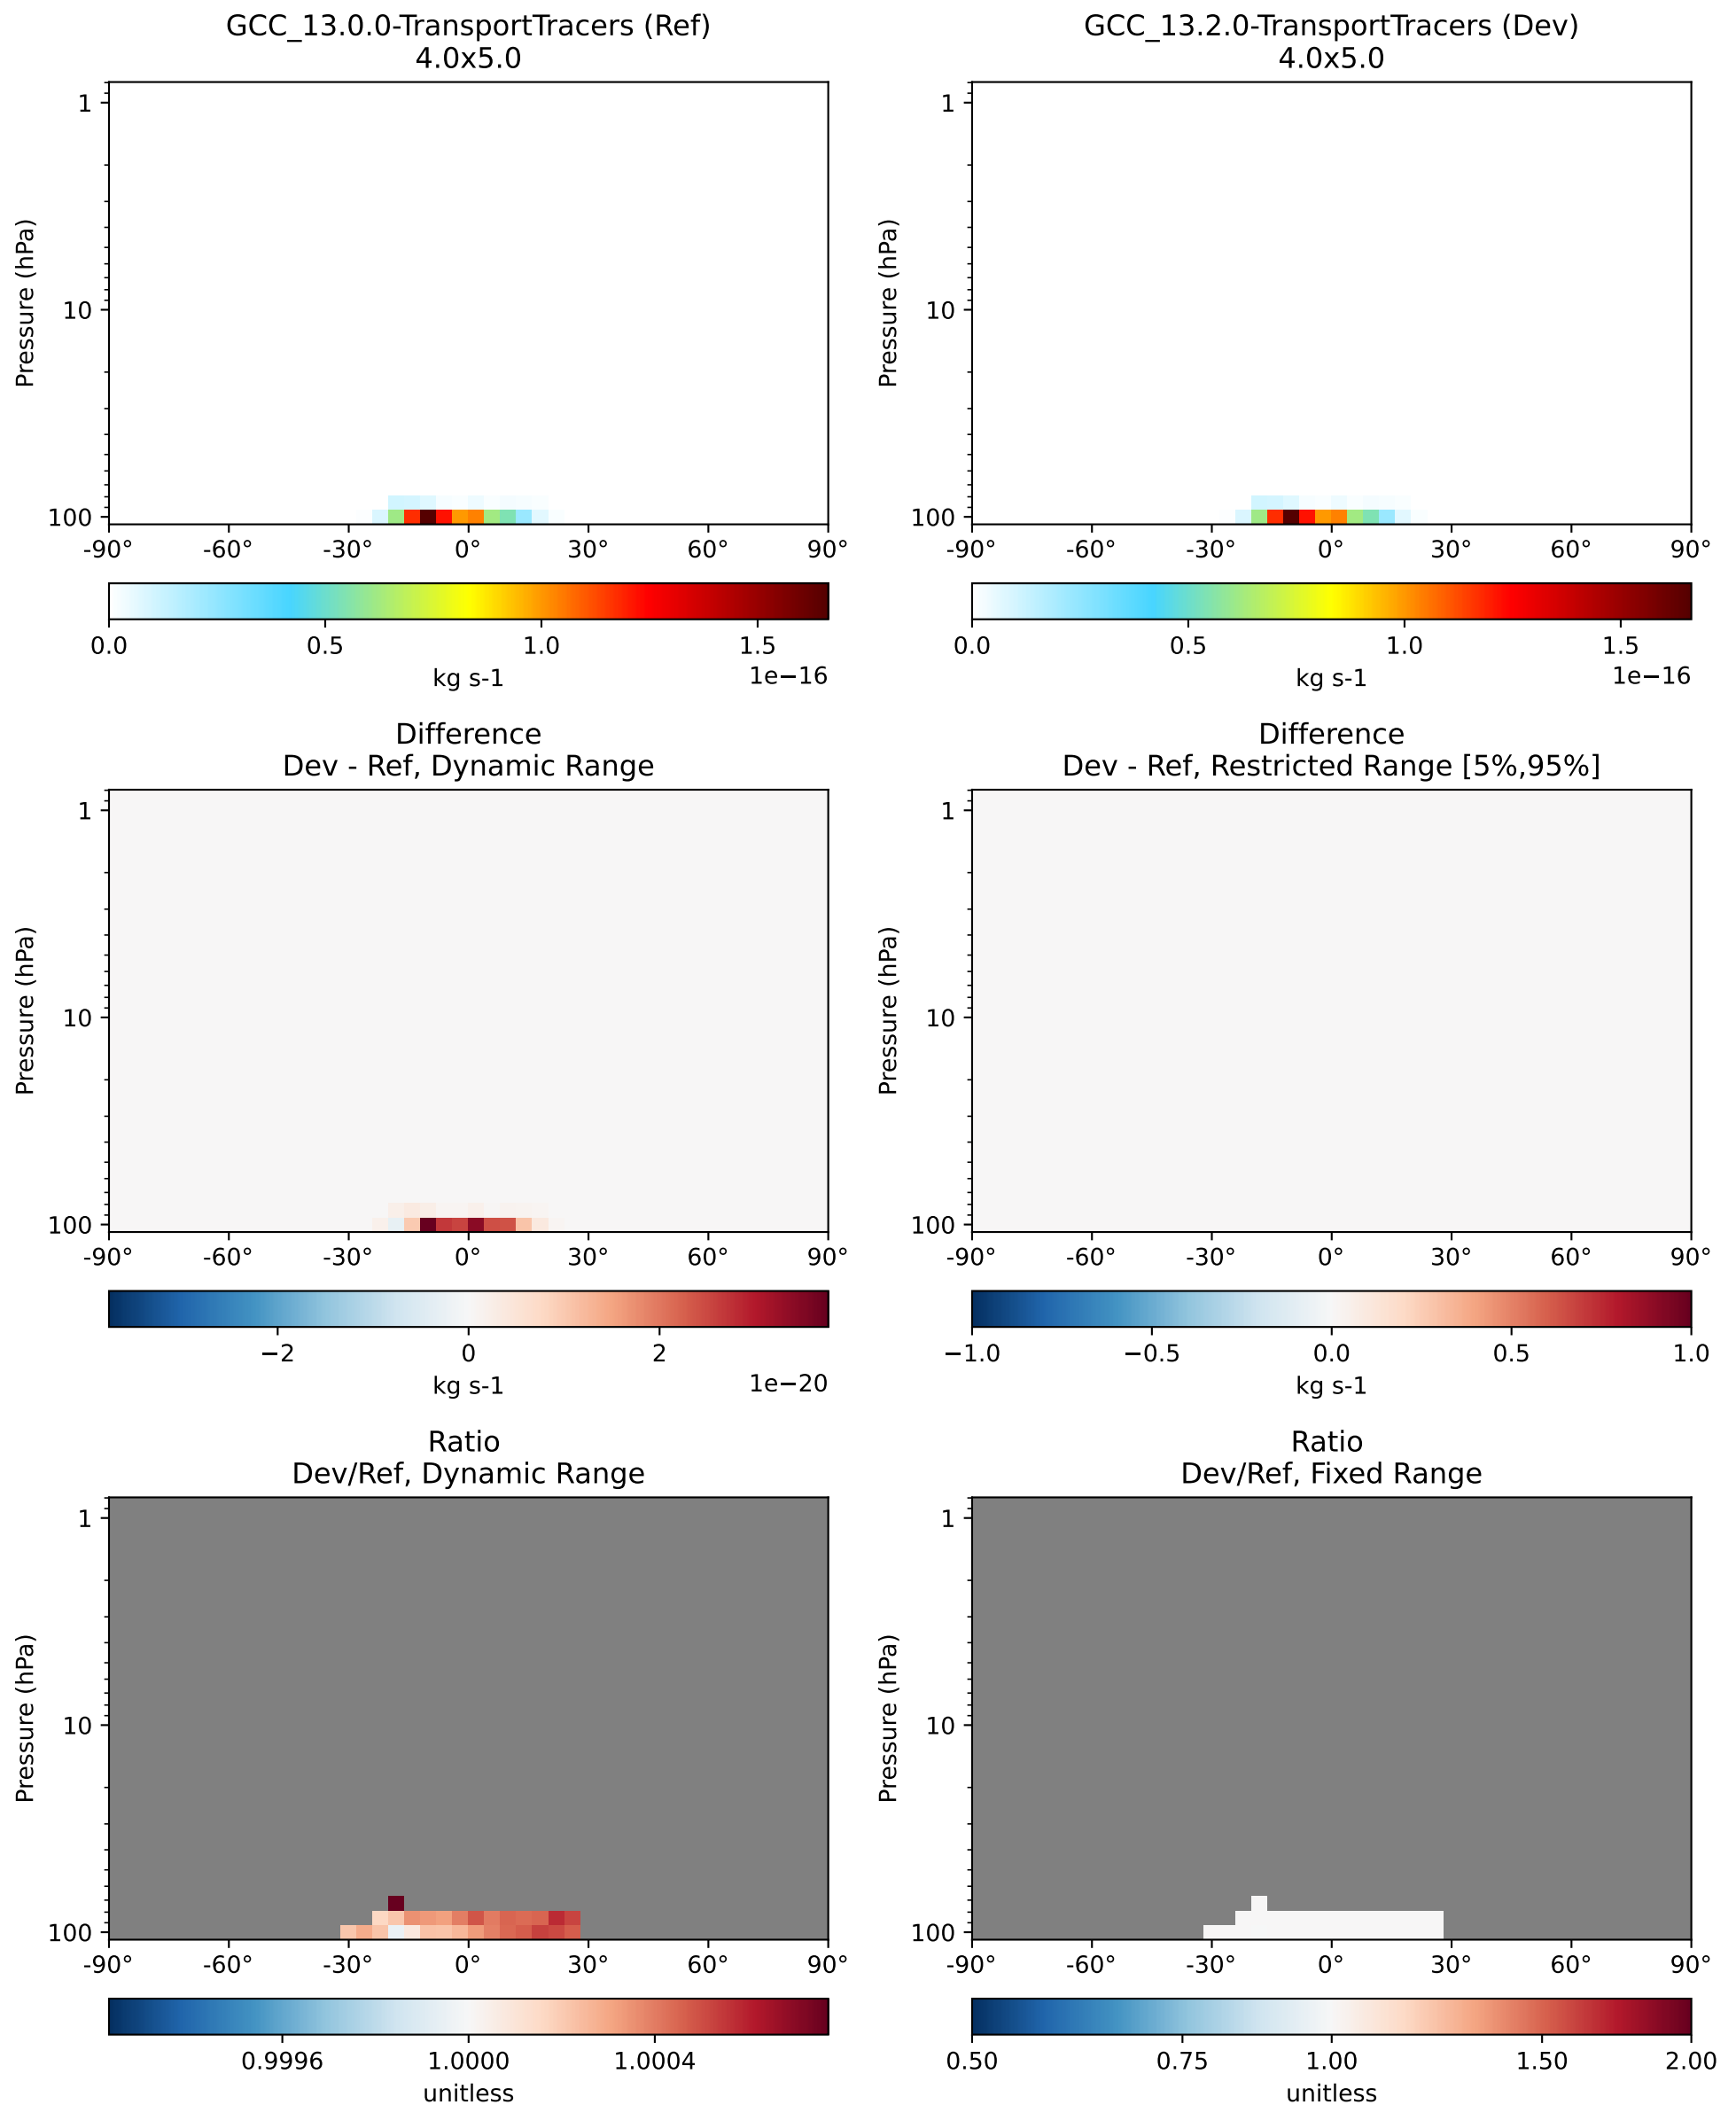 GCC_13.0.0-TransportTracers (Ref)
4.0x5.0
1
10
100
Pressure (hPa)
-90° -60° -30° 0° 30° 60° 90°
0.0 0.5 1.0 1.5
kg s-1
1e−16
GCC_13.2.0-TransportTracers (Dev)
4.0x5.0
1
10
100
Pressure (hPa)
-90° -60° -30° 0° 30° 60° 90°
0.0 0.5 1.0 1.5
kg s-1
1e−16
Difference
Dev - Ref, Dynamic Range
1
10
100
Pressure (hPa)
-90° -60° -30° 0° 30° 60° 90°
−2 0 2
kg s-1
1e−20
Difference
Dev - Ref, Restricted Range [5%,95%]
1
10
100
Pressure (hPa)
-90° -60° -30° 0° 30° 60° 90°
−1.0 −0.5 0.0 0.5 1.0
kg s-1
Ratio
Dev/Ref, Dynamic Range
1
10
100
Pressure (hPa)
-90° -60° -30° 0° 30° 60° 90°
0.9996 1.0000 1.0004
unitless
Ratio
Dev/Ref, Fixed Range
1
10
100
Pressure (hPa)
-90° -60° -30° 0° 30° 60° 90°
0.50 0.75 1.00 1.50 2.00
unitless